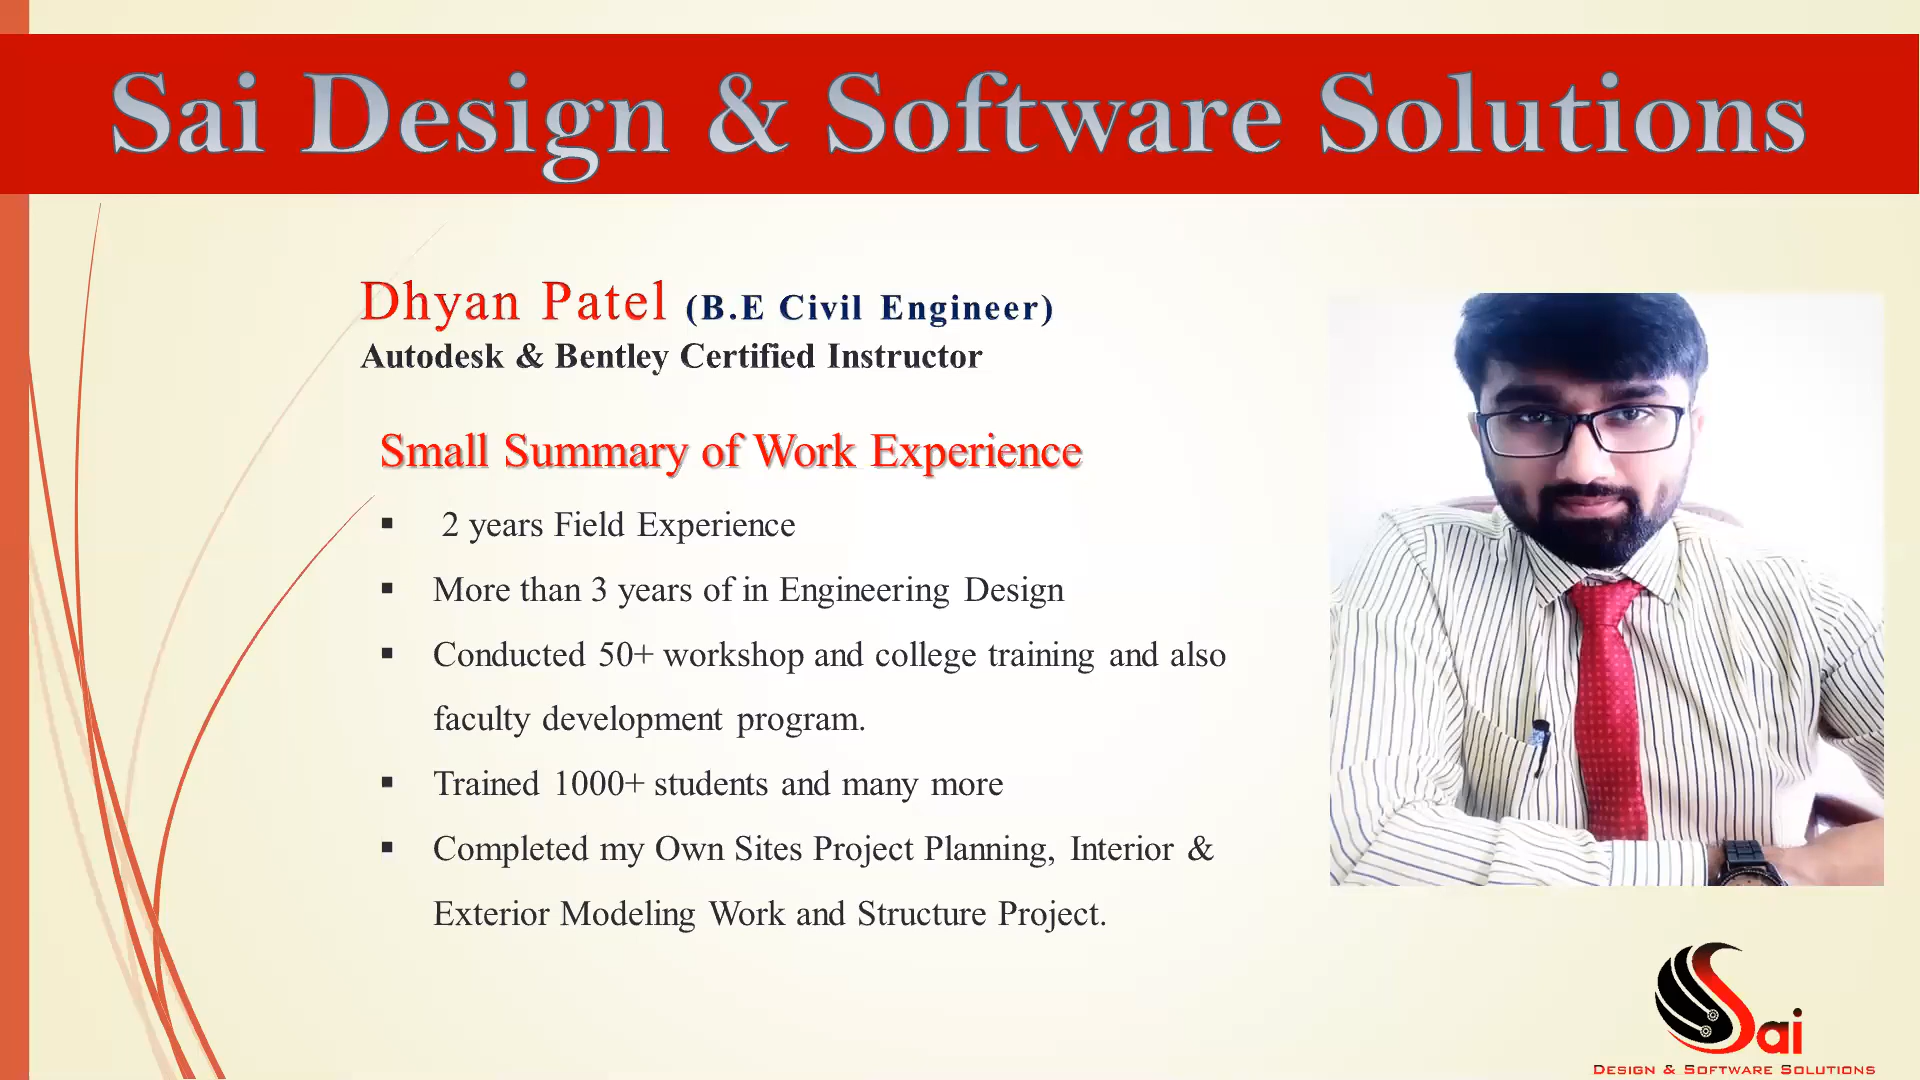 Sai Design & Software Solutions
Dhyan Patel (B.E Civil Engineer)
Autodesk & Bentley Certified Instructor
Small Summary of Work Experience
▪ 2 years Field Experience
▪ More than 3 years of in Engineering Design
▪ Conducted 50+ workshop and college training and also
faculty development program.
▪ Trained 1000+ students and many more
▪ Completed my Own Sites Project Planning, Interior &
Exterior Modeling Work and Structure Project.
Sai
DESIGN & SOFTWARE SOLUTIONS